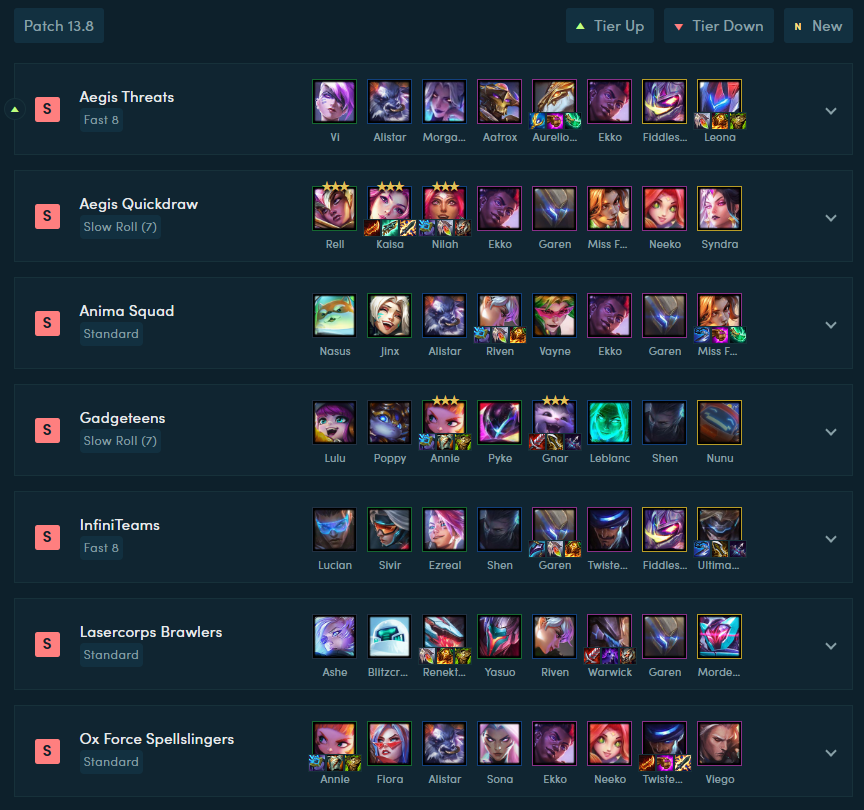 Patch 13.8
Tier Up
Tier Down
N New
S
Aegis Threats
Fast 8
Vi Alistar Morga... Aatrox Aurelio... Ekko Fiddles... Leona
S
Aegis Quickdraw
Slow Roll (7)
Rell Kaisa Nilah Ekko Garen Miss F... Neeko Syndra
S
Anima Squad
Standard
Nasus Jinx Alistar Riven Vayne Ekko Garen Miss F...
S
Gadgeteens
Slow Roll (7)
Lulu Poppy Annie Pyke Gnar Leblanc Shen Nunu
S
InfiniTeams
Fast 8
Lucian Sivir Ezreal Shen Garen Twiste... Fiddles... Ultima...
S
Lasercorps Brawlers
Standard
Ashe Blitzcr... Renekt... Yasuo Riven Warwick Garen Morde...
S
Ox Force Spellslingers
Standard
Annie Fiora Alistar Sona Ekko Neeko Twiste... Viego